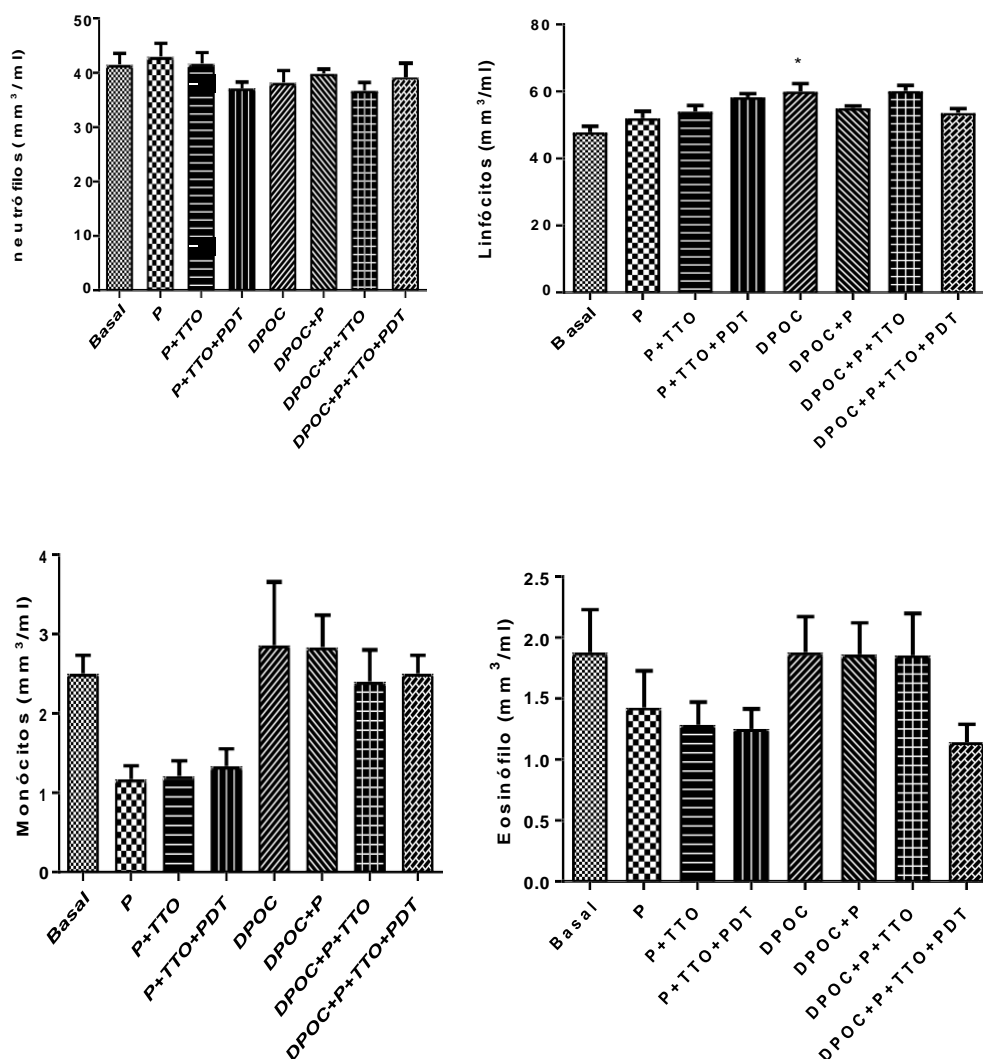 neutrófilos (mm³/ml)
50
40
30
20
10
0
Basal
P
P+TTO
P+TTO+PDT
DPOC
DPOC+P
DPOC+P+TTO
DPOC+P+TTO+PDT
Linfócitos (mm³/ml)
80
60
40
20
0
*
Basal
P
P+TTO
P+TTO+PDT
DPOC
DPOC+P
DPOC+P+TTO
DPOC+P+TTO+PDT
Monócitos (mm³/ml)
4
3
2
1
0
Basal
P
P+TTO
P+TTO+PDT
DPOC
DPOC+P
DPOC+P+TTO
DPOC+P+TTO+PDT
Eosinófilo (mm³/ml)
2.5
2.0
1.5
1.0
0.5
0.0
Basal
P
P+TTO
P+TTO+PDT
DPOC
DPOC+P
DPOC+P+TTO
DPOC+P+TTO+PDT